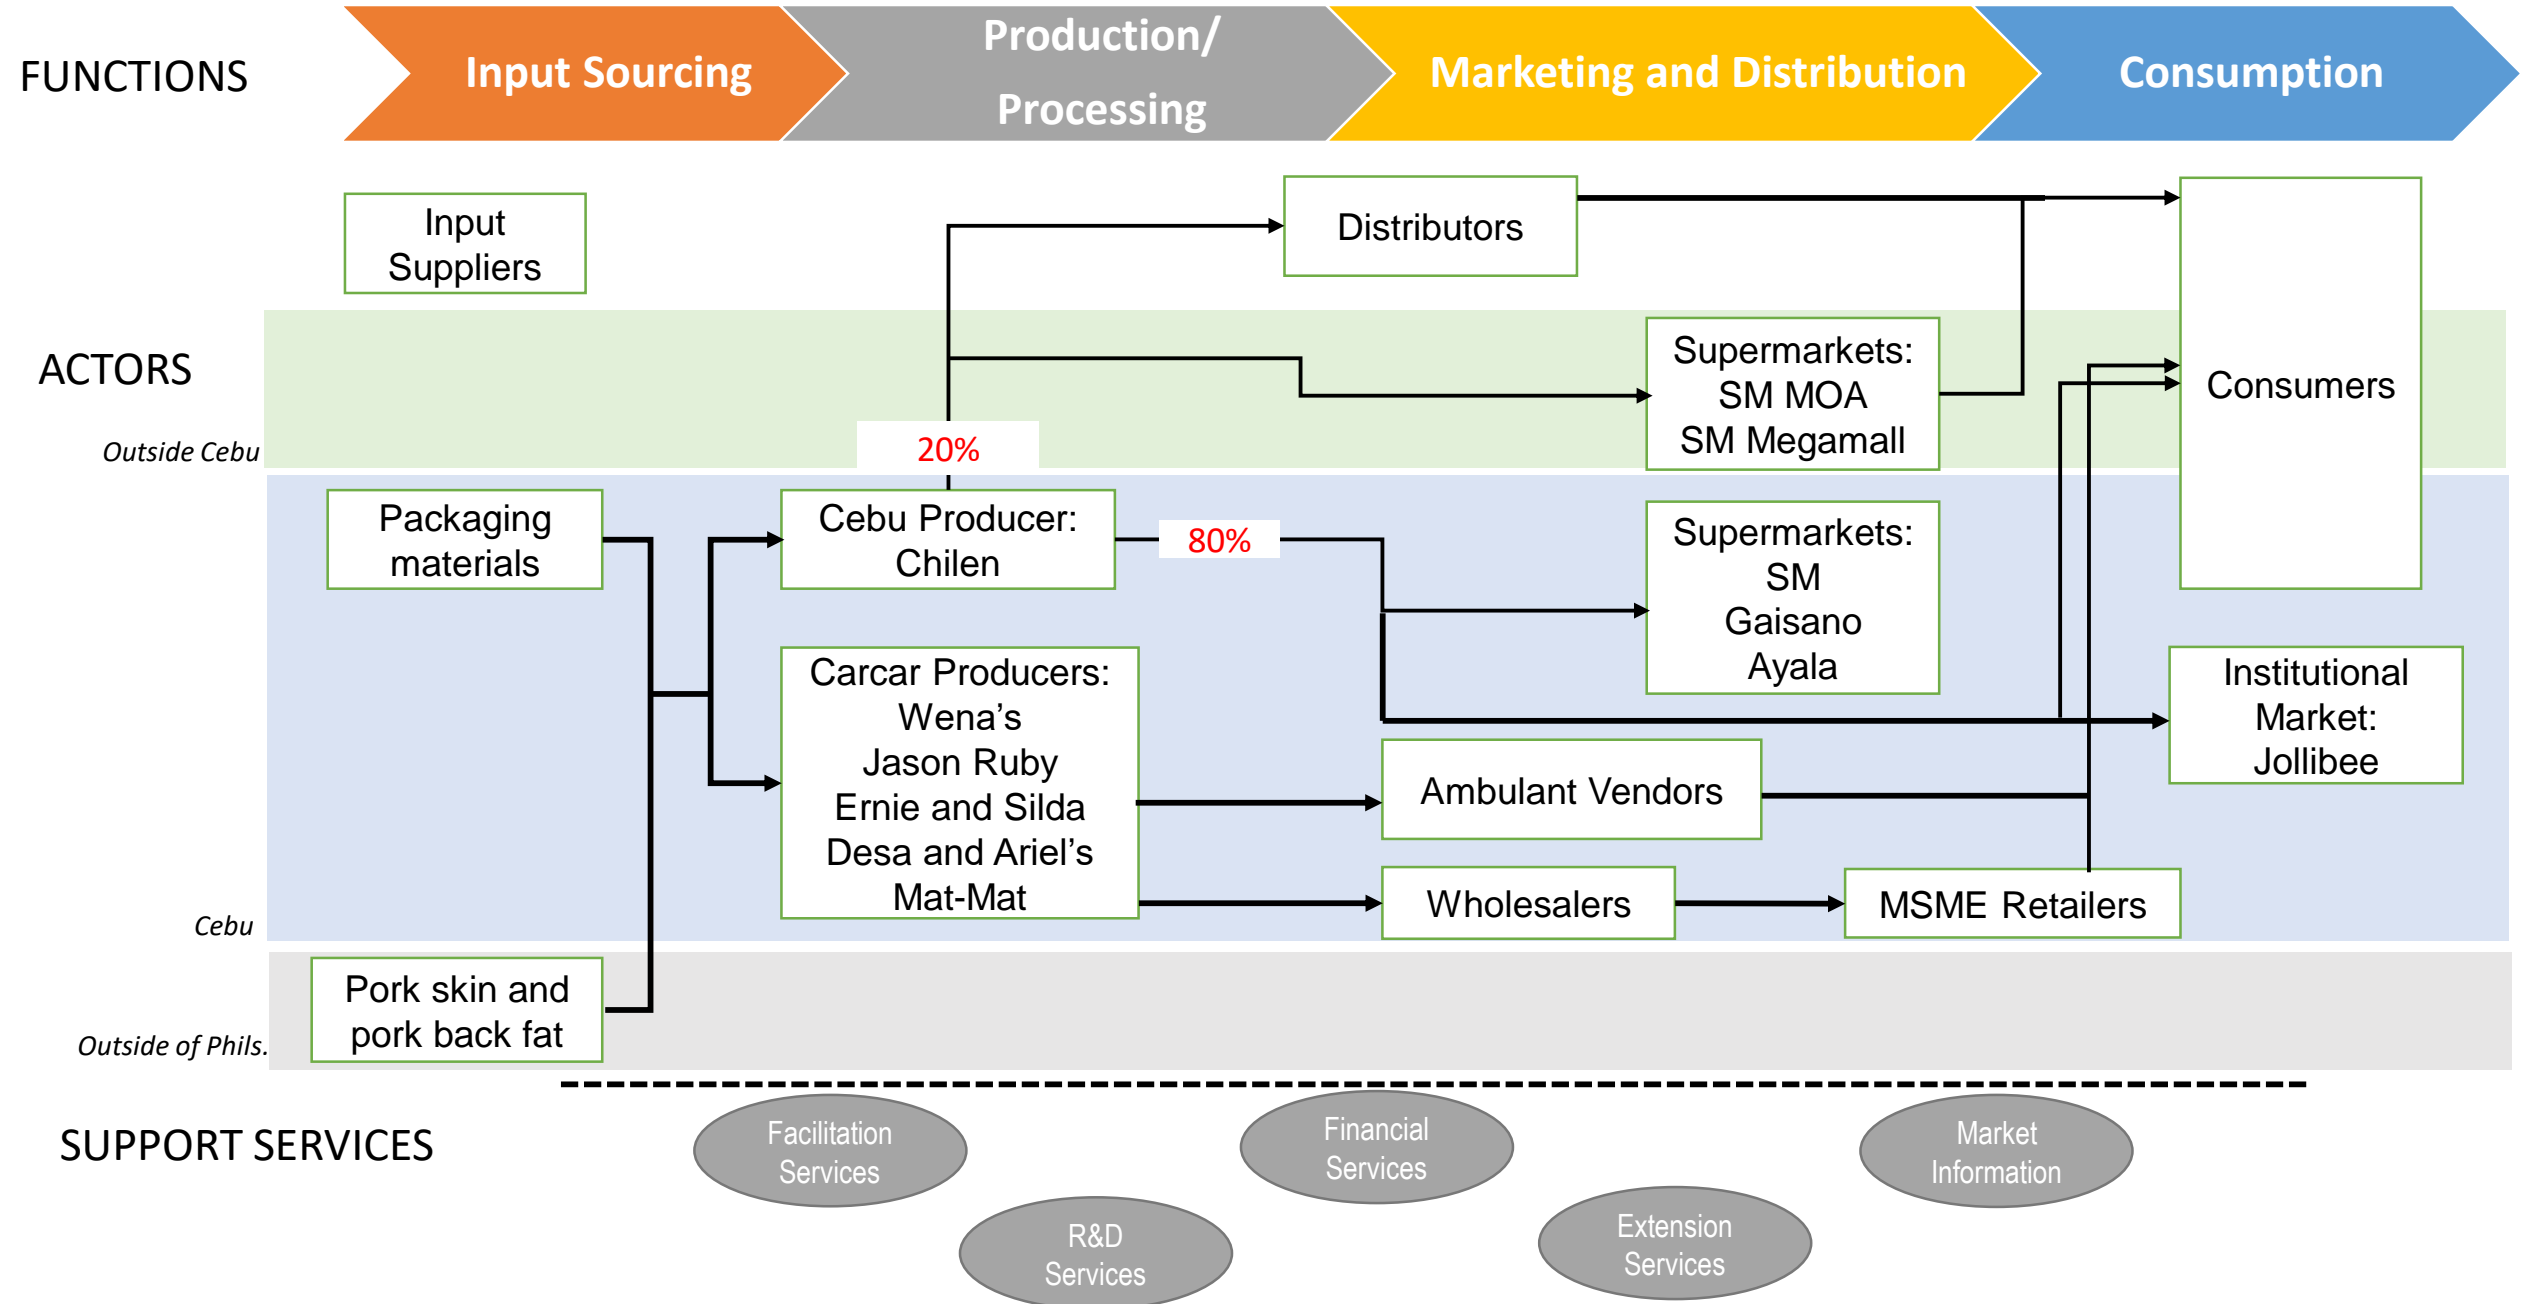 FUNCTIONS
Input Sourcing
Production/
Processing
Marketing and Distribution
Consumption
Input
Suppliers
Distributors
ACTORS
Supermarkets:
SM MOA
SM Megamall
Consumers
Outside Cebu
20%
Packaging
materials
Cebu Producer:
Chilen
80%
Supermarkets:
SM
Gaisano
Ayala
Carcar Producers:
Wena’s
Jason Ruby
Ernie and Silda
Desa and Ariel’s
Mat-Mat
Institutional
Market:
Jollibee
Ambulant Vendors
Wholesalers
MSME Retailers
Cebu
Pork skin and
pork back fat
Outside of Phils.
SUPPORT SERVICES
Facilitation
Services
Financial
Services
Market
Information
R&D
Services
Extension
Services